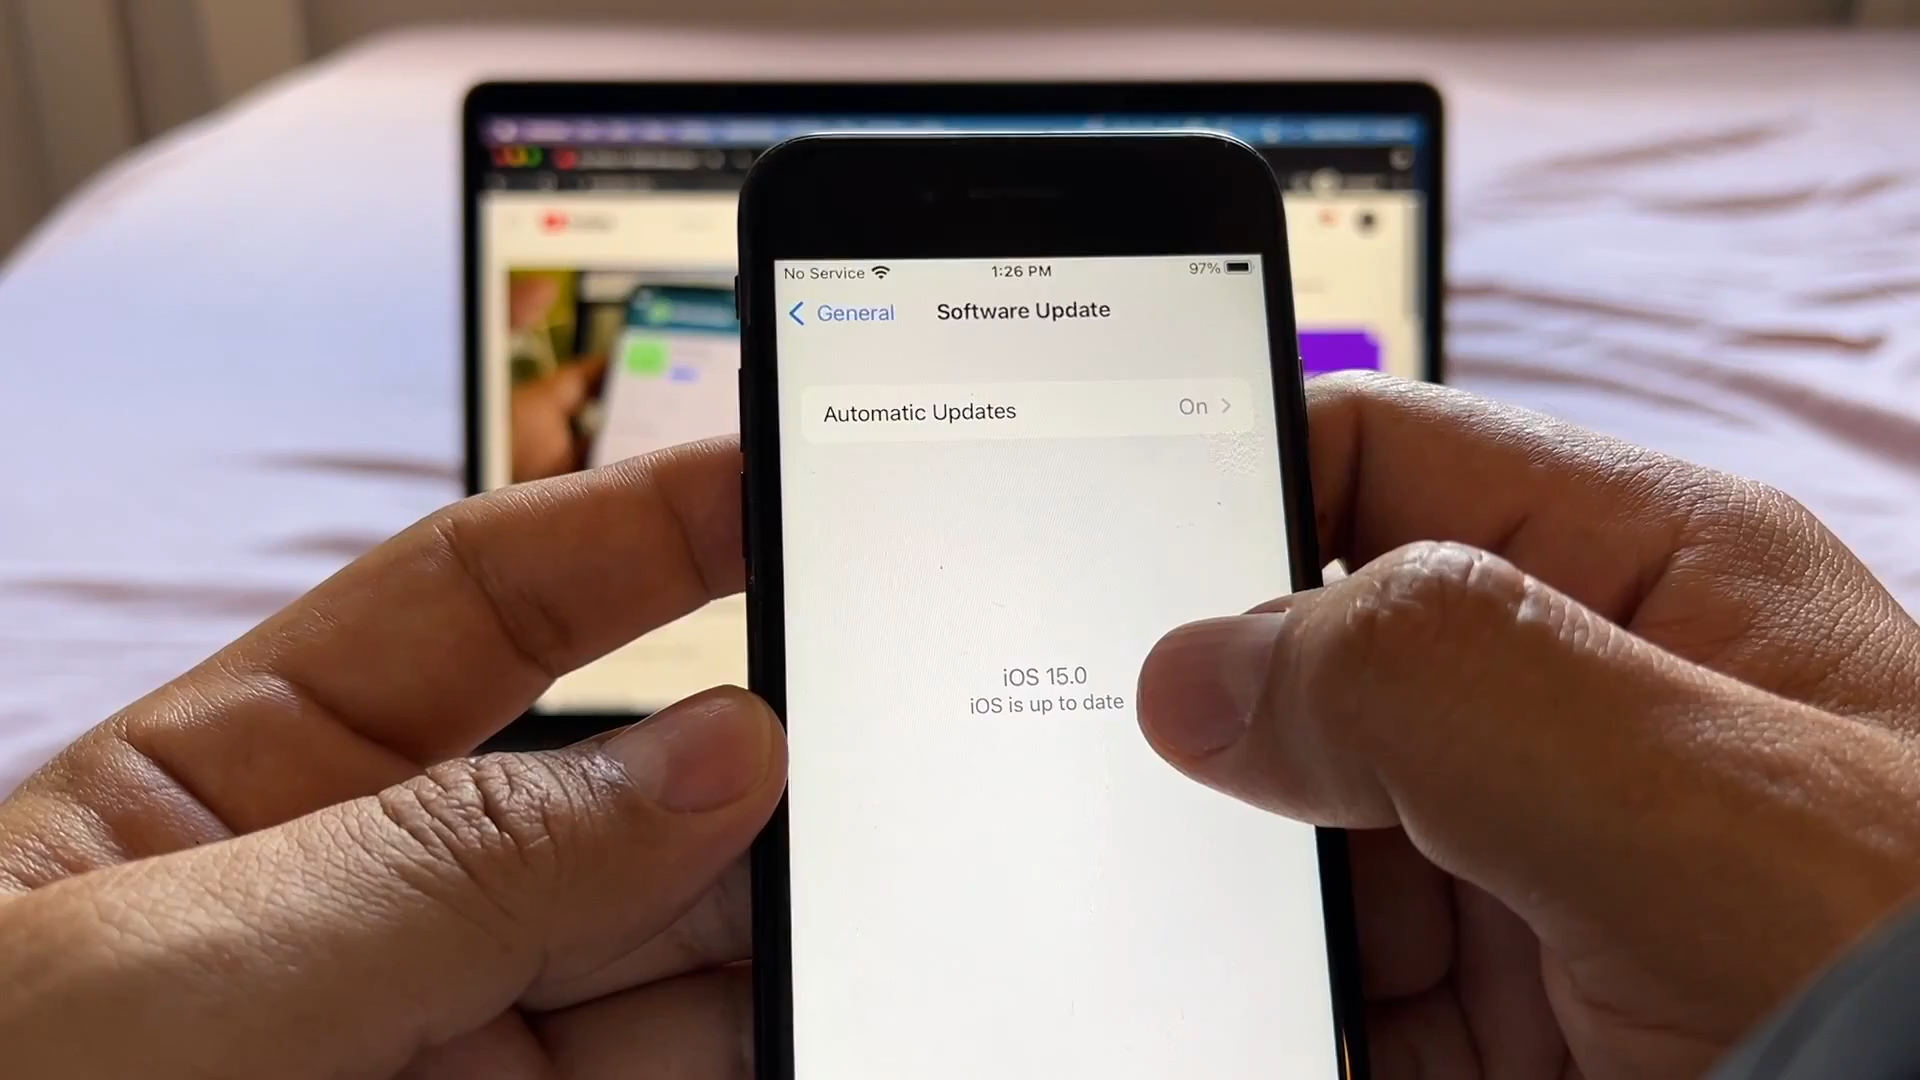 No Service 1:26 PM 97%
General Software Update
Automatic Updates On
iOS 15.0
iOS is up to date